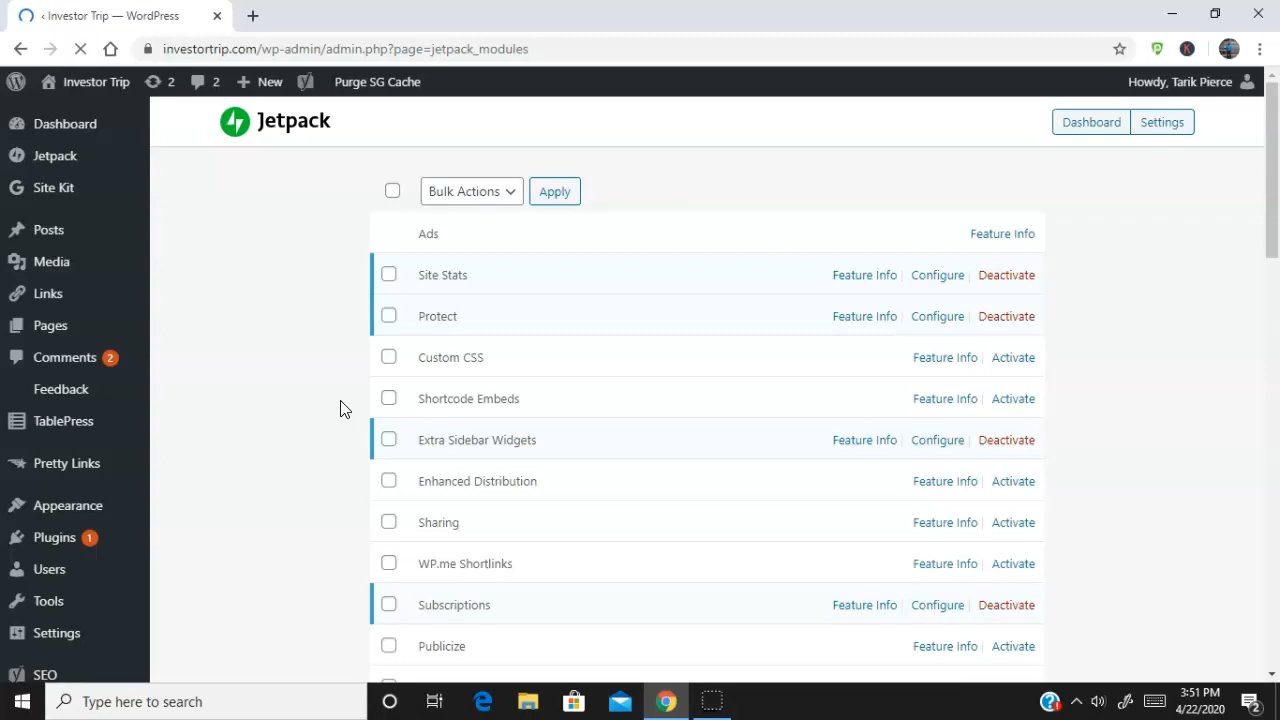 ‹ Investor Trip — WordPress
investortrip.com/wp-admin/admin.php?page=jetpack_modules
Investor Trip 2 2 New Purge SG Cache Howdy, Tarik Pierce
Dashboard
Jetpack
Site Kit
Posts
Media
Links
Pages
Comments 2
Feedback
TablePress
Pretty Links
Appearance
Plugins 1
Users
Tools
Settings
SEO
Jetpack Dashboard Settings
Bulk Actions Apply
Ads Feature Info
Site Stats Feature Info Configure Deactivate
Protect Feature Info Configure Deactivate
Custom CSS Feature Info Activate
Shortcode Embeds Feature Info Activate
Extra Sidebar Widgets Feature Info Configure Deactivate
Enhanced Distribution Feature Info Activate
Sharing Feature Info Activate
WP.me Shortlinks Feature Info Activate
Subscriptions Feature Info Configure Deactivate
Publicize Feature Info Activate
Type here to search
3:51 PM
4/22/2020
2